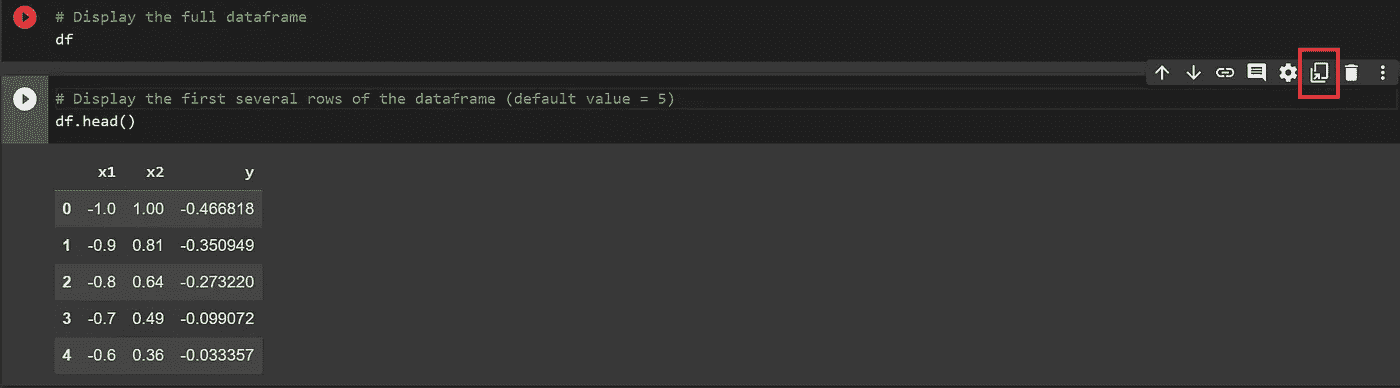 # Display the full dataframe
df
# Display the first several rows of the dataframe (default value = 5)
df.head()
x1 x2 y
0 -1.0 1.00 -0.466818
1 -0.9 0.81 -0.350949
2 -0.8 0.64 -0.273220
3 -0.7 0.49 -0.099072
4 -0.6 0.36 -0.033357